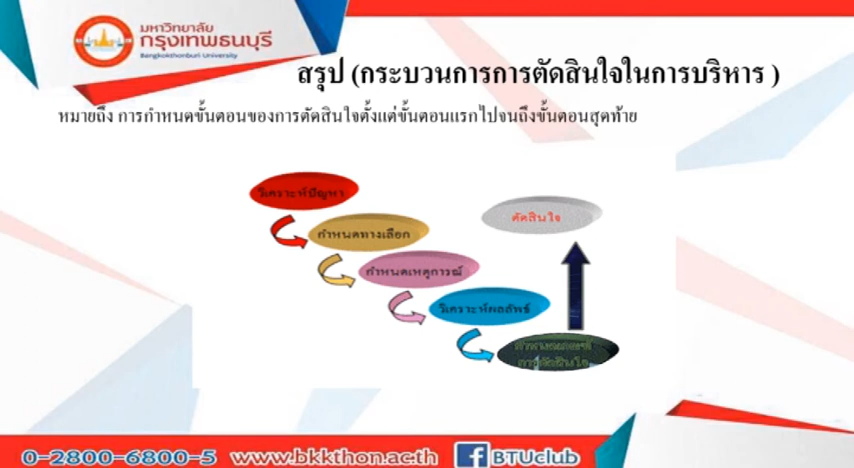 มหาวิทยาลัย
กรุงเทพธนบุรี
Bangkokthonburi University
สรุป (กระบวนการการตัดสินใจในการบริหาร )
หมายถึง การกำหนดขั้นตอนของการตัดสินใจตั้งแต่ขั้นตอนแรกไปจนถึงขั้นตอนสุดท้าย
วิเคราะห์ปัญหา
กำหนดทางเลือก
ตัดสินใจ
กำหนดเหตุการณ์
วิเคราะห์ผลลัพธ์
การตัดสินใจ
0-2800-6800-5 www.bkkthon.ac.th f BTUclub